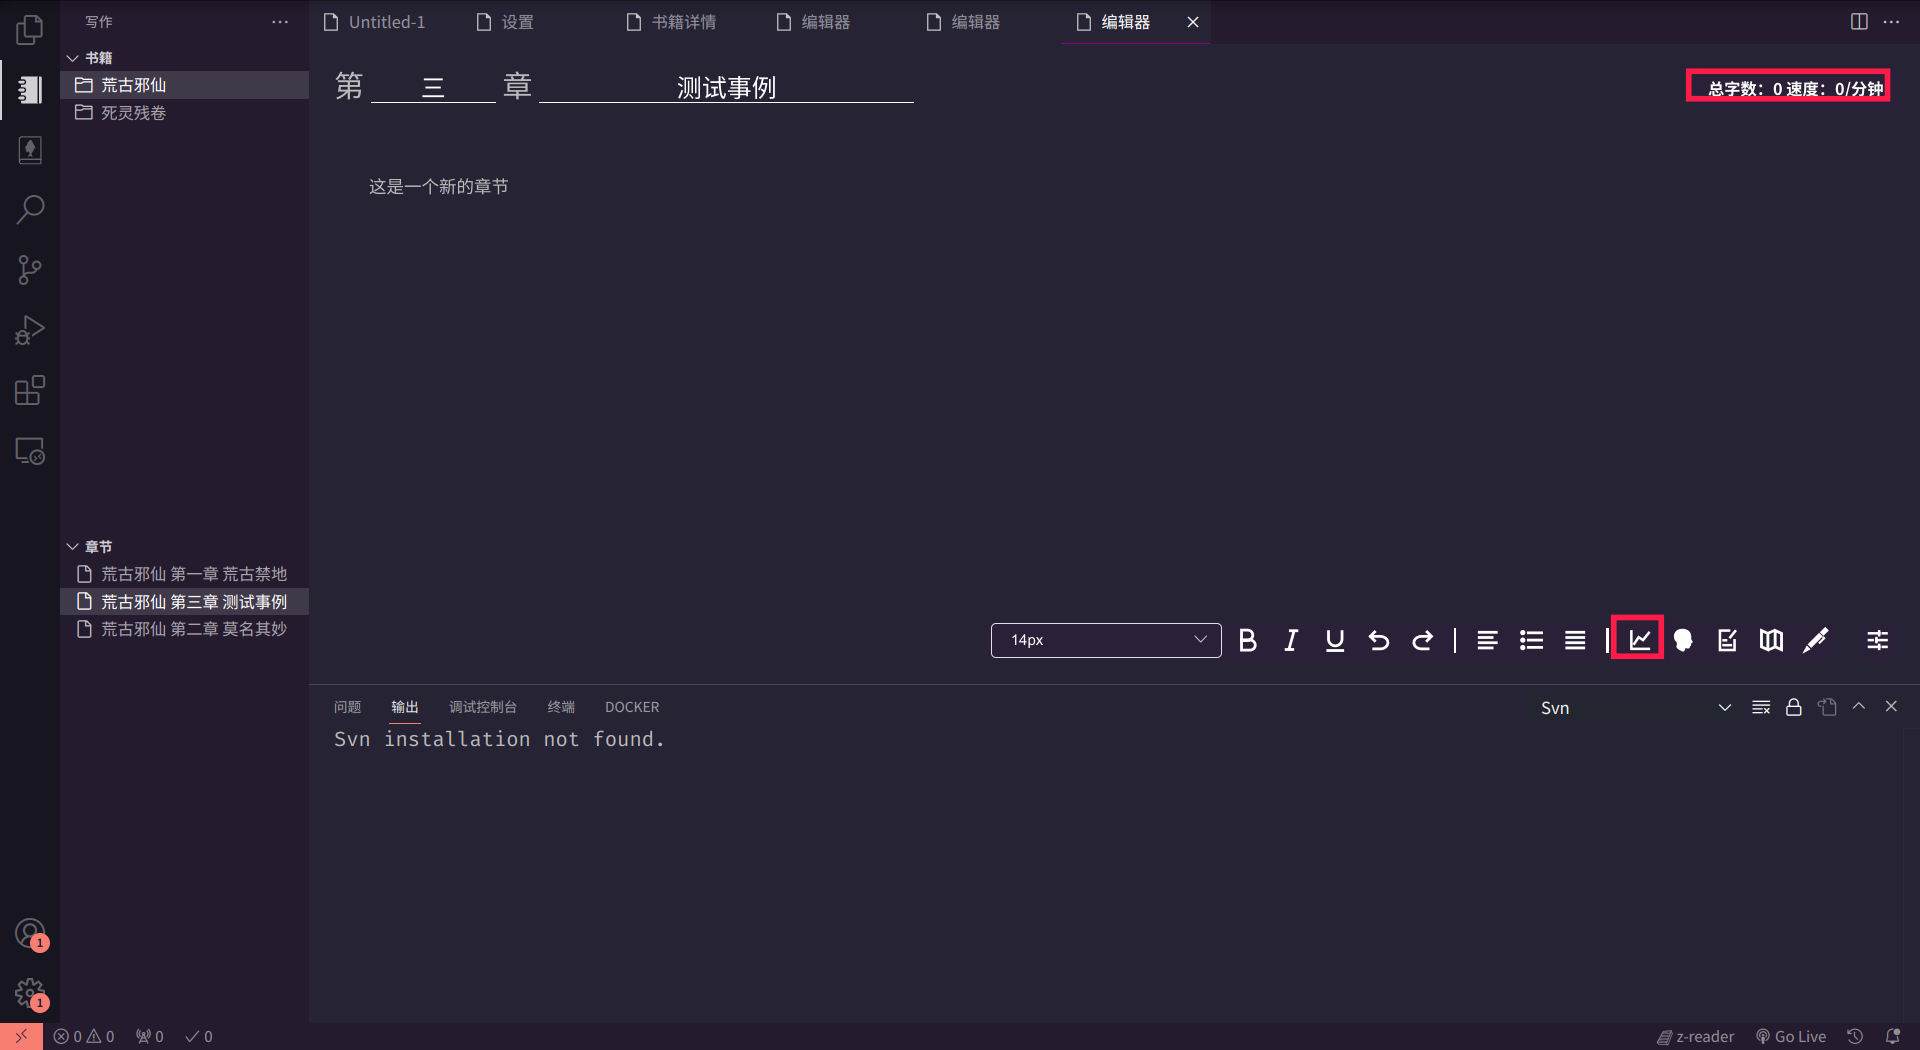 写作
书籍
荒古邪仙
死灵残卷
章节
荒古邪仙 第一章 荒古禁地
荒古邪仙 第三章 测试事例
荒古邪仙 第二章 莫名其妙
Untitled-1 设置 书籍详情 编辑器 编辑器 编辑器
第 三 章 测试事例
总字数：0 速度：0/分钟
这是一个新的章节
14px
问题 输出 调试控制台 终端 DOCKER
Svn
Svn installation not found.
1
1
0 0 0 0
z-reader Go Live